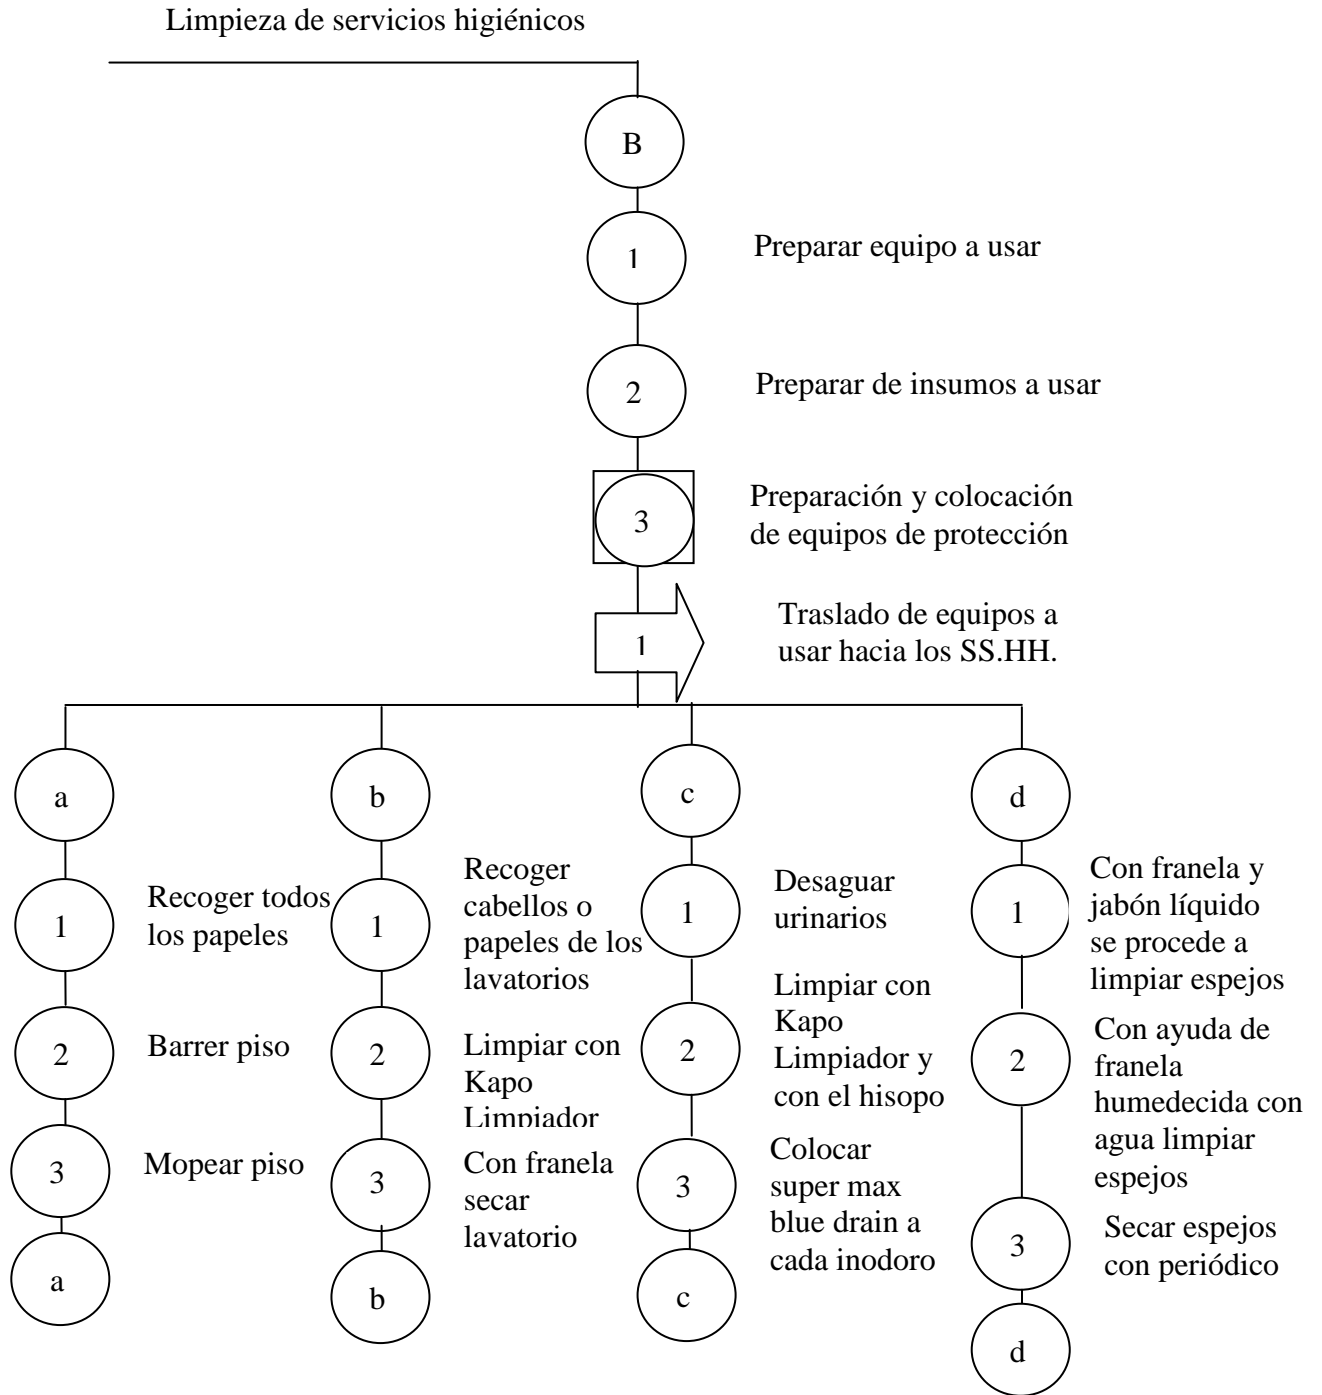 Limpieza de servicios higiénicos
B
1
Preparar equipo a usar
2
Preparar de insumos a usar
3
Preparación y colocación
de equipos de protección
1
Traslado de equipos a
usar hacia los SS.HH.
a
1
Recoger todos
los papeles
2
Barrer piso
3
Mopear piso
a
b
1
Recoger
cabellos o
papeles de los
lavatorios
2
Limpiar con
Kapo
Limpiador
3
Con franela
secar
lavatorio
b
c
1
Desaguar
urinarios
2
Limpiar con
Kapo
Limpiador y
con el hisopo
3
Colocar
super max
blue drain a
cada inodoro
c
d
1
Con franela y
jabón líquido
se procede a
limpiar espejos
2
Con ayuda de
franela
humedecida con
agua limpiar
espejos
3
Secar espejos
con periódico
d